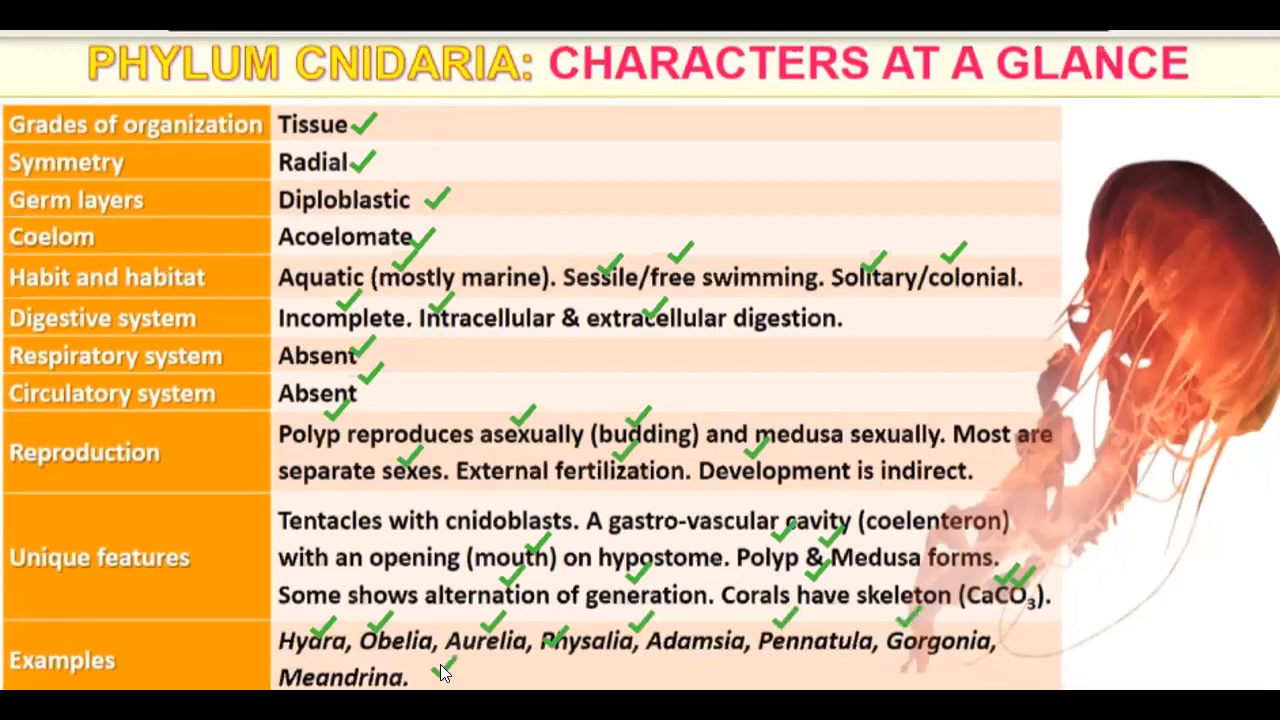 PHYLUM CNIDARIA: CHARACTERS AT A GLANCE
Grades of organization Tissue
Symmetry Radial
Germ layers Diploblastic
Coelom Acoelomate
Habit and habitat Aquatic (mostly marine). Sessile/free swimming. Solitary/colonial.
Digestive system Incomplete. Intracellular & extracellular digestion.
Respiratory system Absent
Circulatory system Absent
Reproduction Polyp reproduces asexually (budding) and medusa sexually. Most are
separate sexes. External fertilization. Development is indirect.
Unique features Tentacles with cnidoblasts. A gastro-vascular cavity (coelenteron)
with an opening (mouth) on hypostome. Polyp & Medusa forms.
Some shows alternation of generation. Corals have skeleton (CaCO₃).
Examples Hydra, Obelia, Aurelia, Physalia, Adamsia, Pennatula, Gorgonia,
Meandrina.